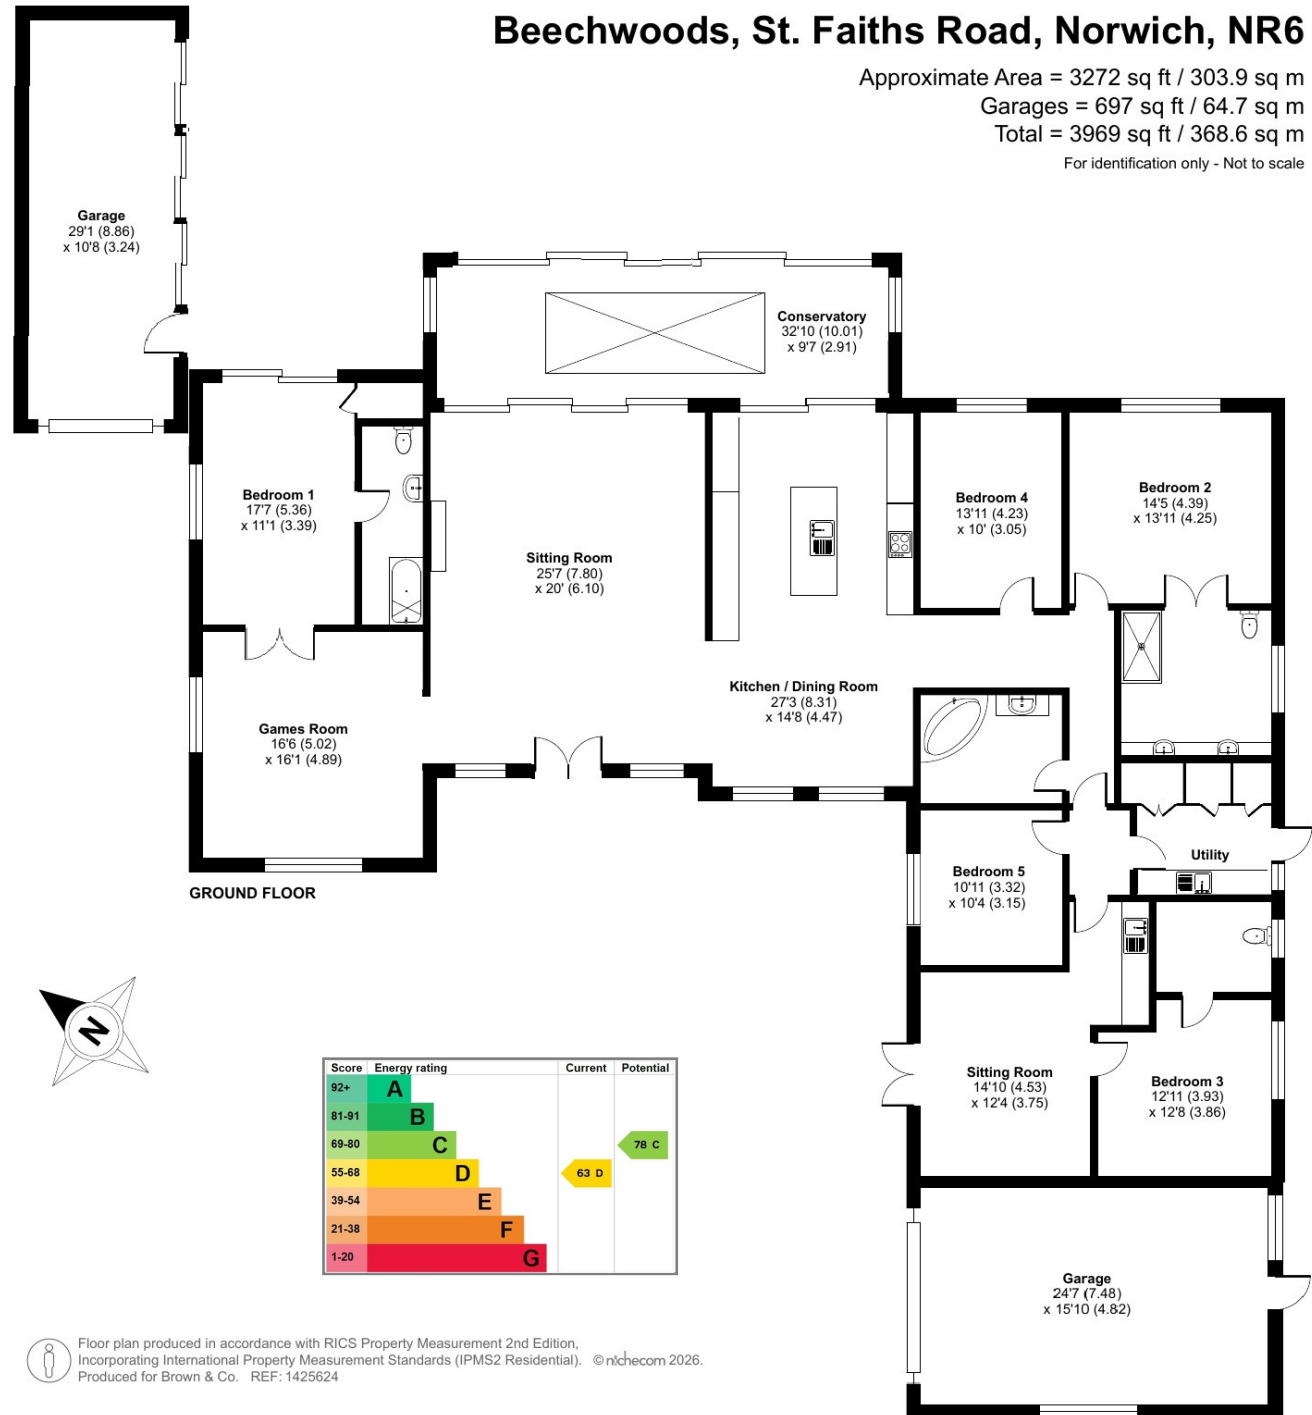 Beechwoods, St. Faiths Road, Norwich, NR6
Approximate Area = 3272 sq ft / 303.9 sq m
Garages = 697 sq ft / 64.7 sq m
Total = 3969 sq ft / 368.6 sq m
For identification only - Not to scale
Garage
29'1 (8.86)
x 10'8 (3.24)
Conservatory
32'10 (10.01)
x 9'7 (2.91)
Bedroom 1
17'7 (5.36)
x 11'1 (3.39)
Sitting Room
25'7 (7.80)
x 20' (6.10)
Bedroom 4
13'11 (4.23)
x 10' (3.05)
Bedroom 2
14'5 (4.39)
x 13'11 (4.25)
Kitchen / Dining Room
27'3 (8.31)
x 14'8 (4.47)
Games Room
16'6 (5.02)
x 16'1 (4.89)
Utility
Bedroom 5
10'11 (3.32)
x 10'4 (3.15)
GROUND FLOOR
N
Sitting Room
14'10 (4.53)
x 12'4 (3.75)
Bedroom 3
12'11 (3.93)
x 12'8 (3.86)
Score Energy rating Current Potential
92+ A
81-91 B
69-80 C 78 C
55-68 D 63 D
39-54 E
21-38 F
1-20 G
Garage
24'7 (7.48)
x 15'10 (4.82)
Floor plan produced in accordance with RICS Property Measurement 2nd Edition,
Incorporating International Property Measurement Standards (IPMS2 Residential). © nichecom 2026.
Produced for Brown & Co. REF: 1425624